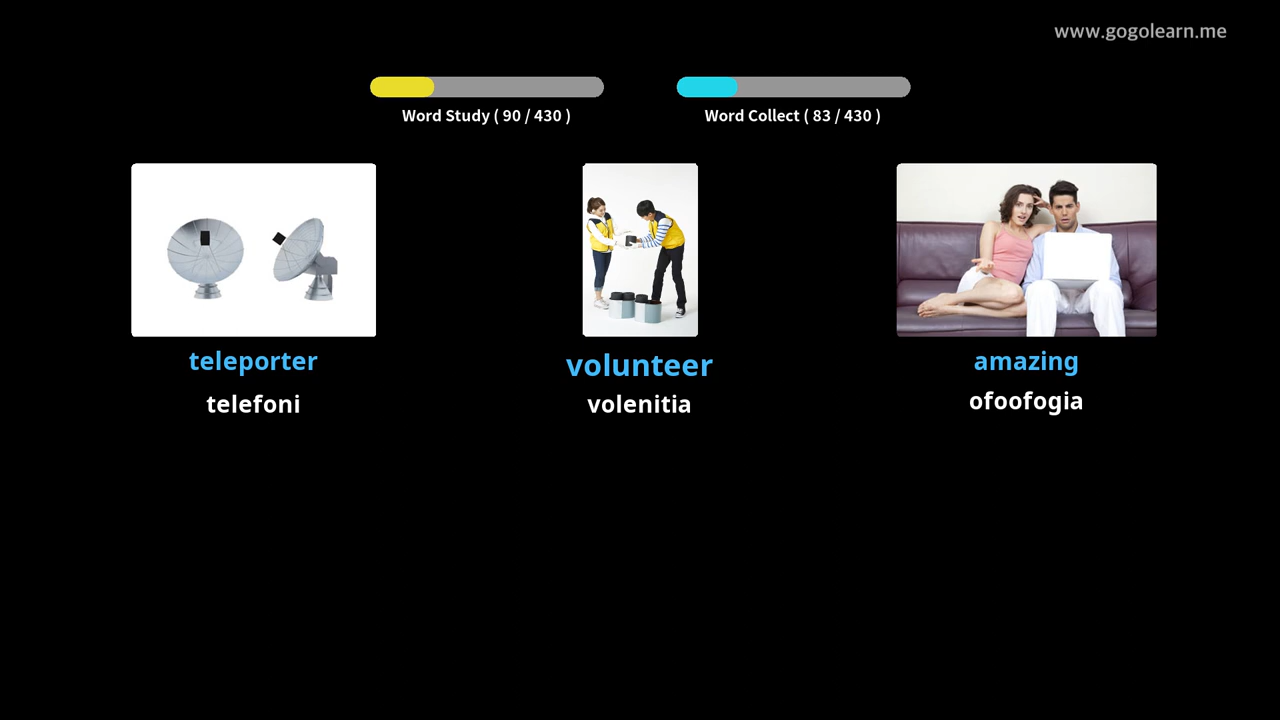 www.gogolearn.me
Word Study ( 90 / 430 )
Word Collect ( 83 / 430 )
teleporter
volunteer
amazing
telefoni
volenitia
ofoofogia